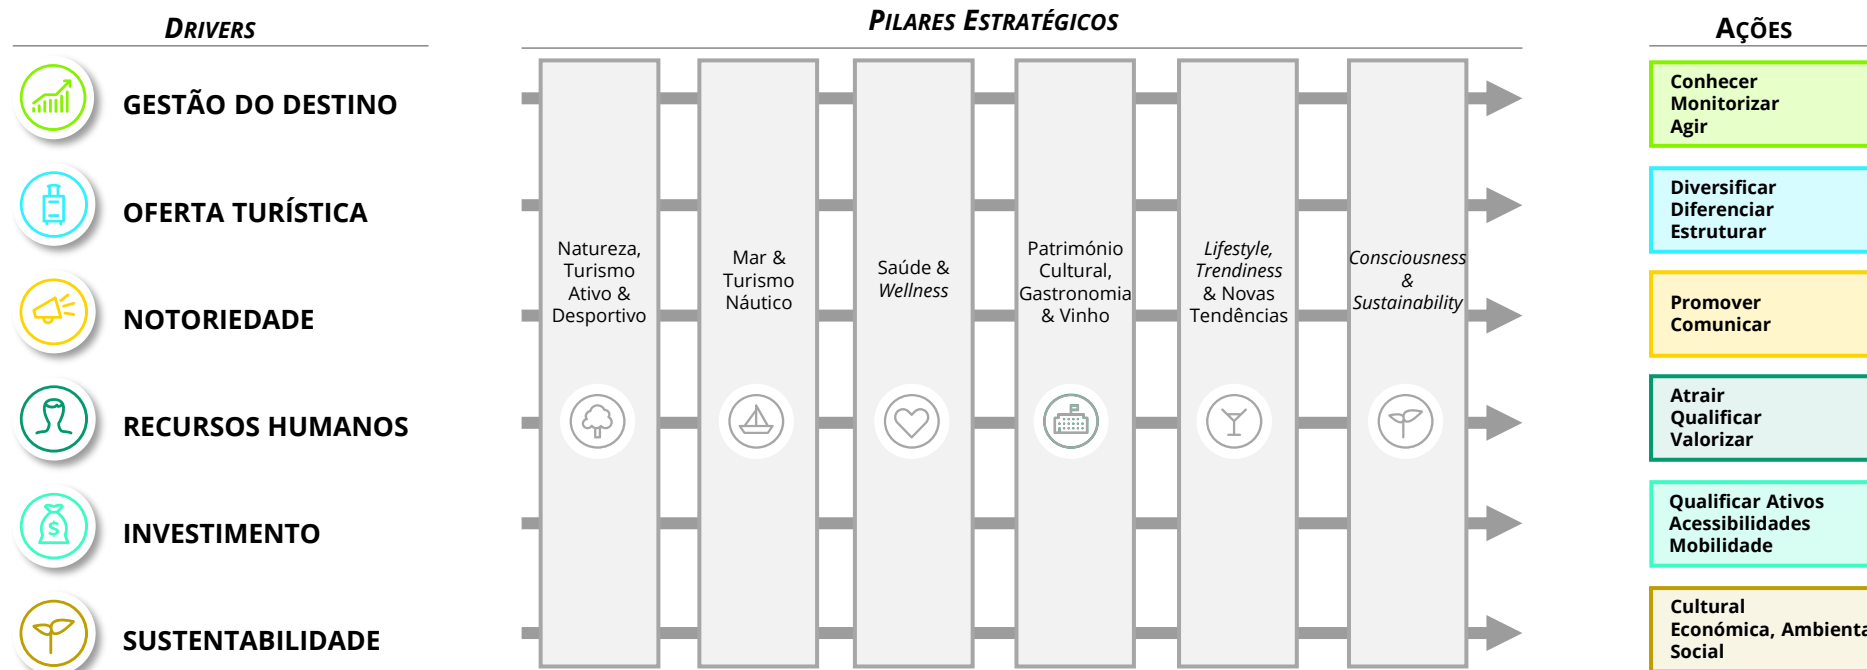 DRIVERS
PILARES ESTRATÉGICOS
AÇÕES
GESTÃO DO DESTINO
OFERTA TURÍSTICA
NOTORIEDADE
RECURSOS HUMANOS
INVESTIMENTO
SUSTENTABILIDADE
Natureza,
Turismo
Ativo &
Desportivo
Mar &
Turismo
Náutico
Saúde &
Wellness
Património
Cultural,
Gastronomia
& Vinho
Lifestyle,
Trendiness
& Novas
Tendências
Consciousness
&
Sustainability
Conhecer
Monitorizar
Agir
Diversificar
Diferenciar
Estruturar
Promover
Comunicar
Atrair
Qualificar
Valorizar
Qualificar Ativos
Acessibilidades
Mobilidade
Cultural
Económica, Ambienta
Social